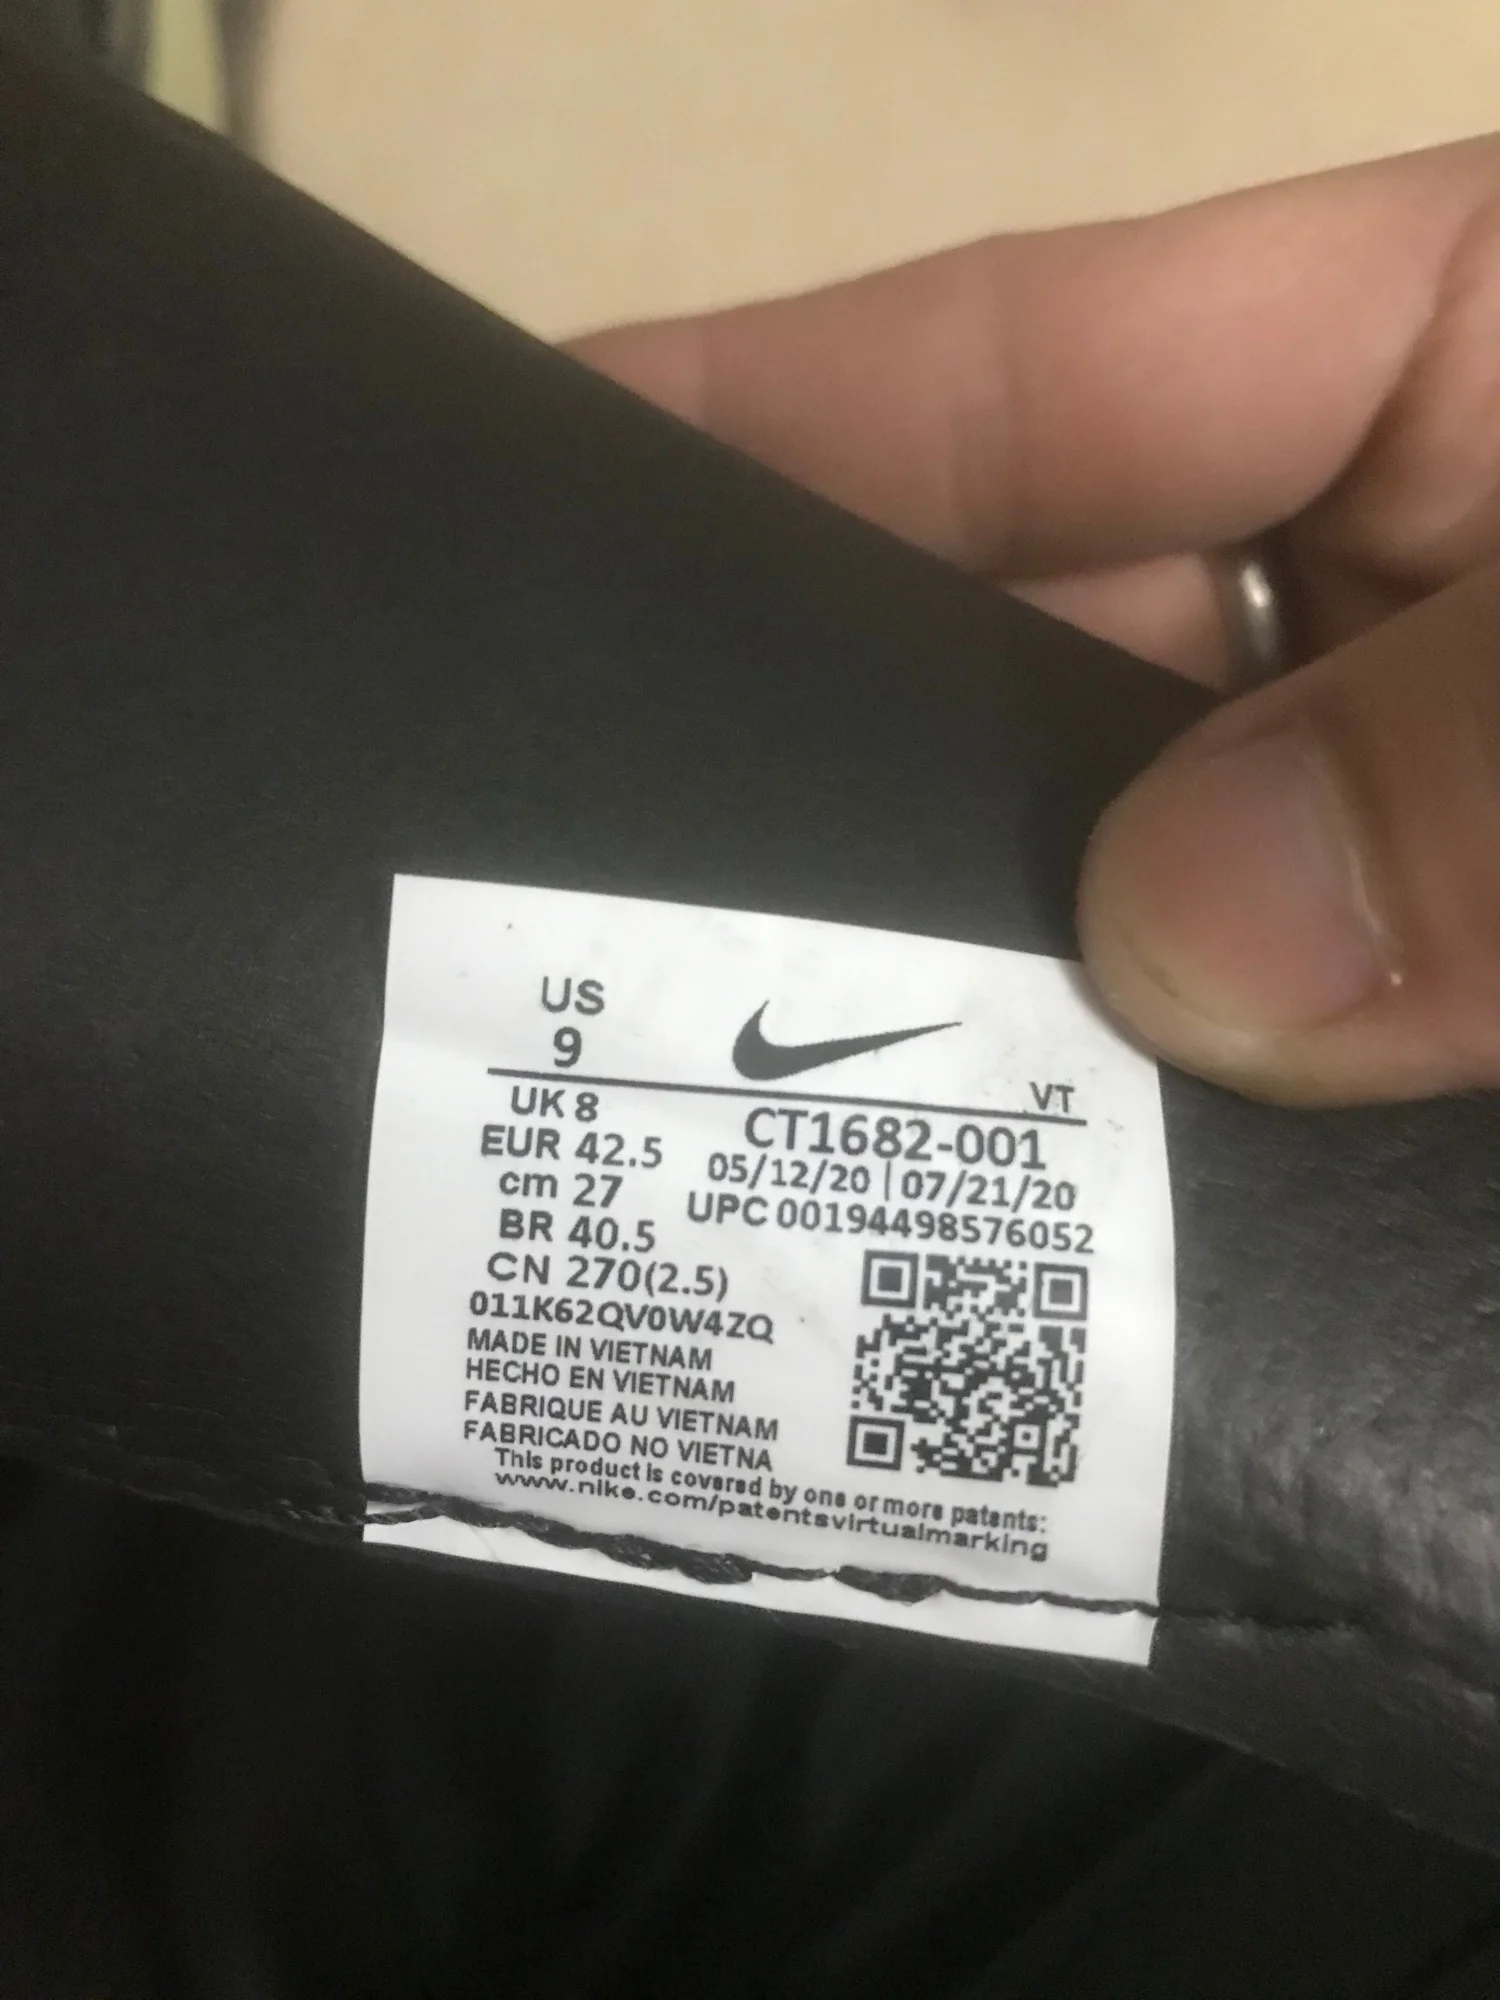 US
9
VT
UK 8
CT1682-001
EUR 42.5
05/12/20 | 07/21/20
cm 27
UPC 00194498576052
BR 40.5
CN 270(2.5)
011K62QV0W4ZQ
MADE IN VIETNAM
HECHO EN VIETNAM
FABRIQUE AU VIETNAM
FABRICADO NO VIETNA
This product is covered by one or more patents:
www.nike.com/patentsvirtualmarking